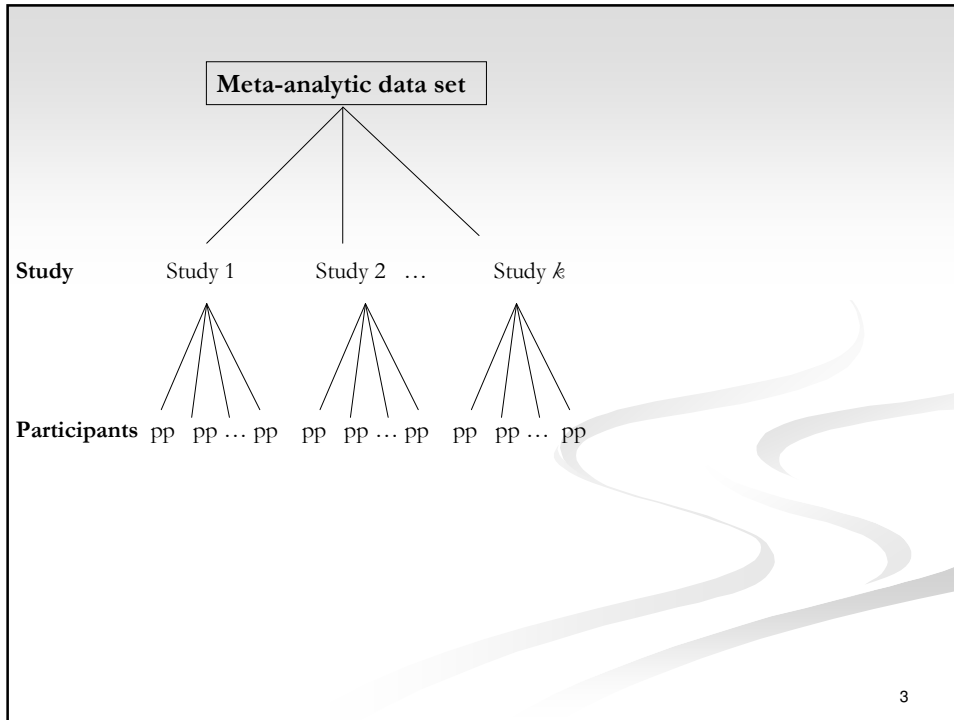 Meta-analytic data set
Study Study 1 Study 2 … Study k
Participants pp pp … pp pp pp … pp pp pp … pp
3